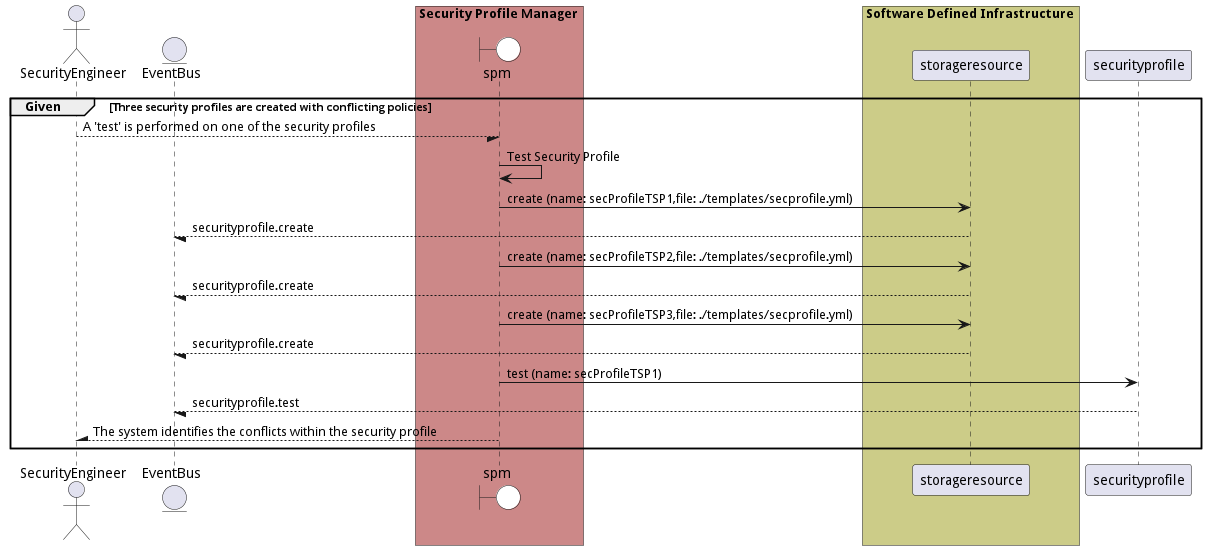 Security Profile Manager
Software Defined Infrastructure
SecurityEngineer
EventBus
spm
storageresource
securityprofile
Given
[Three security profiles are created with conflicting policies]
A 'test' is performed on one of the security profiles
Test Security Profile
create (name: secProfileTSP1,file: ./templates/secprofile.yml)
securityprofile.create
create (name: secProfileTSP2,file: ./templates/secprofile.yml)
securityprofile.create
create (name: secProfileTSP3,file: ./templates/secprofile.yml)
securityprofile.create
test (name: secProfileTSP1)
securityprofile.test
The system identifies the conflicts within the security profile
SecurityEngineer
EventBus
spm
storageresource
securityprofile